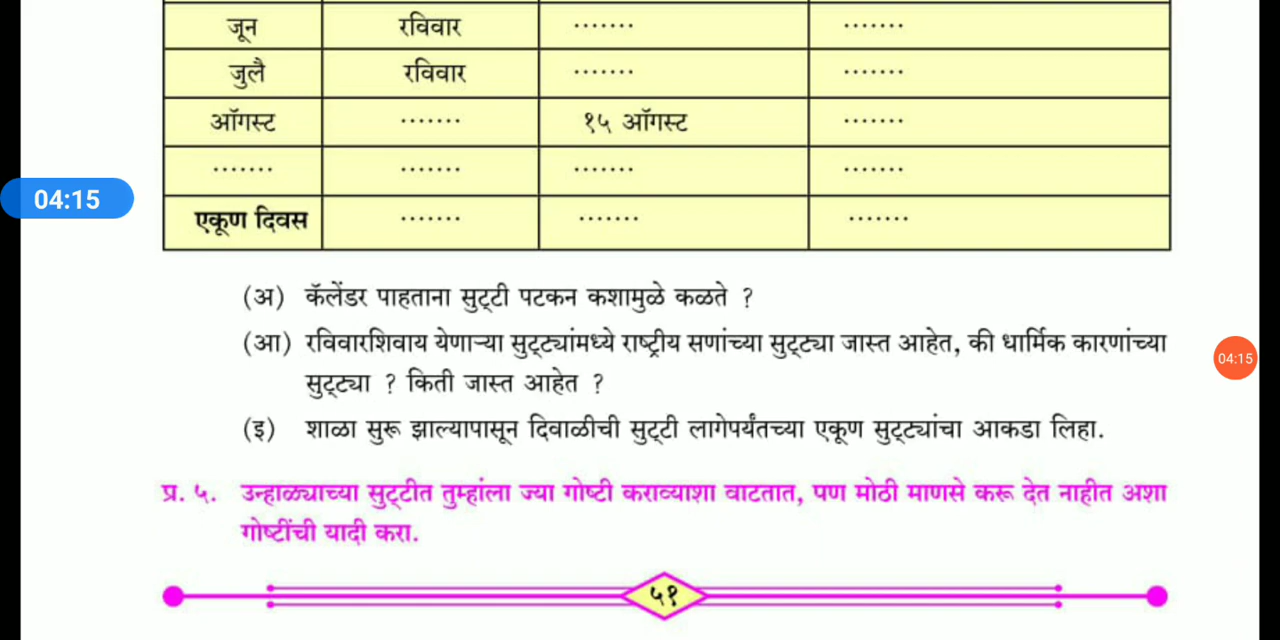 जून रविवार ....... .......
जुलै रविवार ....... .......
ऑगस्ट ....... १५ ऑगस्ट .......
....... ....... ....... .......
04:15
एकूण दिवस ....... ....... .......
(अ) कॅलेंडर पाहताना सुट्टी पटकन कशामुळे कळते ?
(आ) रविवारशिवाय येणाऱ्या सुट्ट्यांमध्ये राष्ट्रीय सणांच्या सुट्ट्या जास्त आहेत, की धार्मिक कारणांच्या
04:15
सुट्ट्या ? किती जास्त आहेत ?
(इ) शाळा सुरू झाल्यापासून दिवाळीची सुट्टी लागेपर्यंतच्या एकूण सुट्ट्यांचा आकडा लिहा.
प्र. ५. उन्हाळ्याच्या सुट्टीत तुम्हांला ज्या गोष्टी कराव्याशा वाटतात, पण मोठी माणसे करू देत नाहीत अशा
गोष्टींची यादी करा.
५१